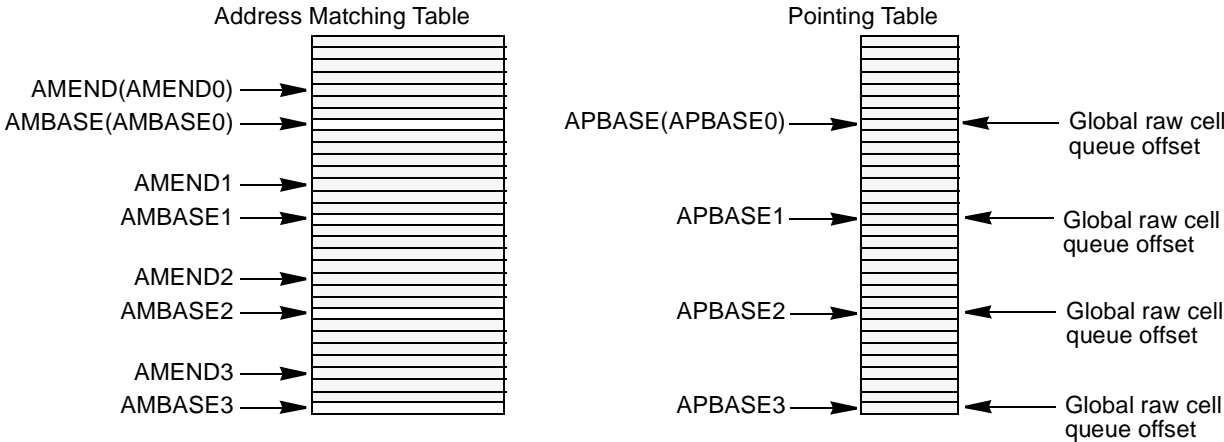 Address Matching Table
AMEND(AMEND0)
AMBASE(AMBASE0)
AMEND1
AMBASE1
AMEND2
AMBASE2
AMEND3
AMBASE3
Pointing Table
APBASE(APBASE0)
APBASE1
APBASE2
APBASE3
Global raw cell
queue offset
Global raw cell
queue offset
Global raw cell
queue offset
Global raw cell
queue offset